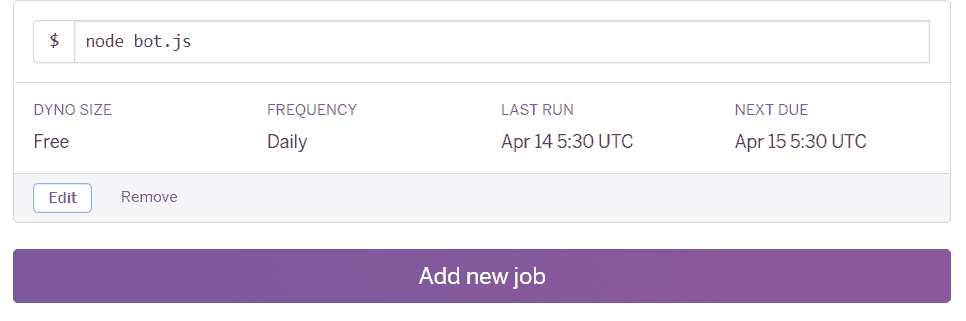 $ node bot.js
DYNO SIZE FREQUENCY LAST RUN NEXT DUE
Free Daily Apr 14 5:30 UTC Apr 15 5:30 UTC
Edit Remove
Add new job